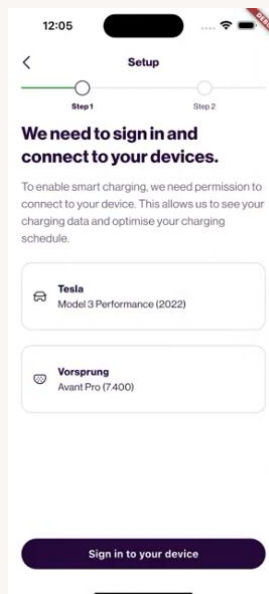 12:05
Setup
Step 1
Step 2
We need to sign in and
connect to your devices.
To enable smart charging, we need permission to
connect to your device. This allows us to see your
charging data and optimise your charging
schedule.
Tesla
Model 3 Performance (2022)
Vorsprung
Avant Pro (7.400)
Sign in to your device